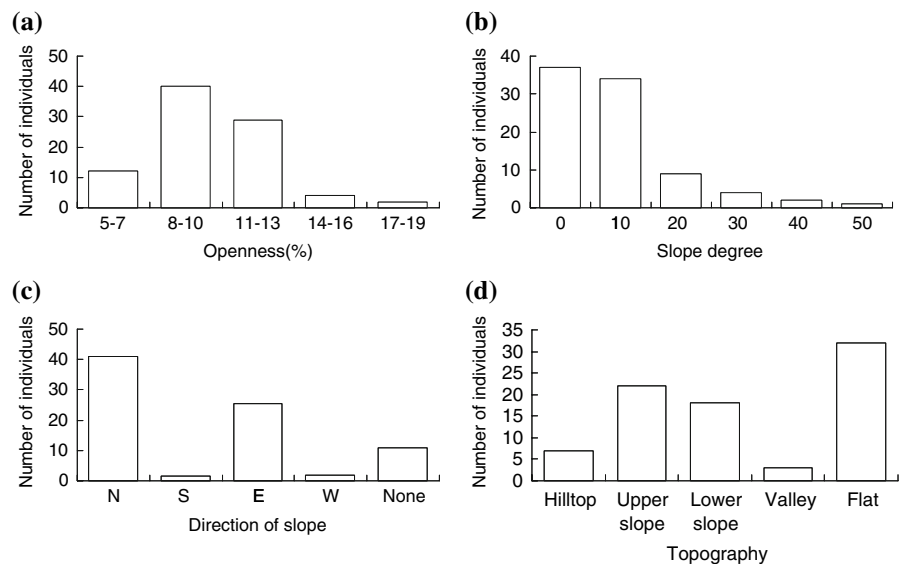 (a)
Number of individuals
50
40
30
20
10
0
5-7 8-10 11-13 14-16 17-19
Openness(%)
(b)
Number of individuals
40
30
20
10
0
0 10 20 30 40 50
Slope degree
(c)
Number of individuals
50
40
30
20
10
0
N S E W None
Direction of slope
(d)
Number of individuals
35
30
25
20
15
10
5
0
Hilltop Upper Lower Valley Flat
slope slope
Topography